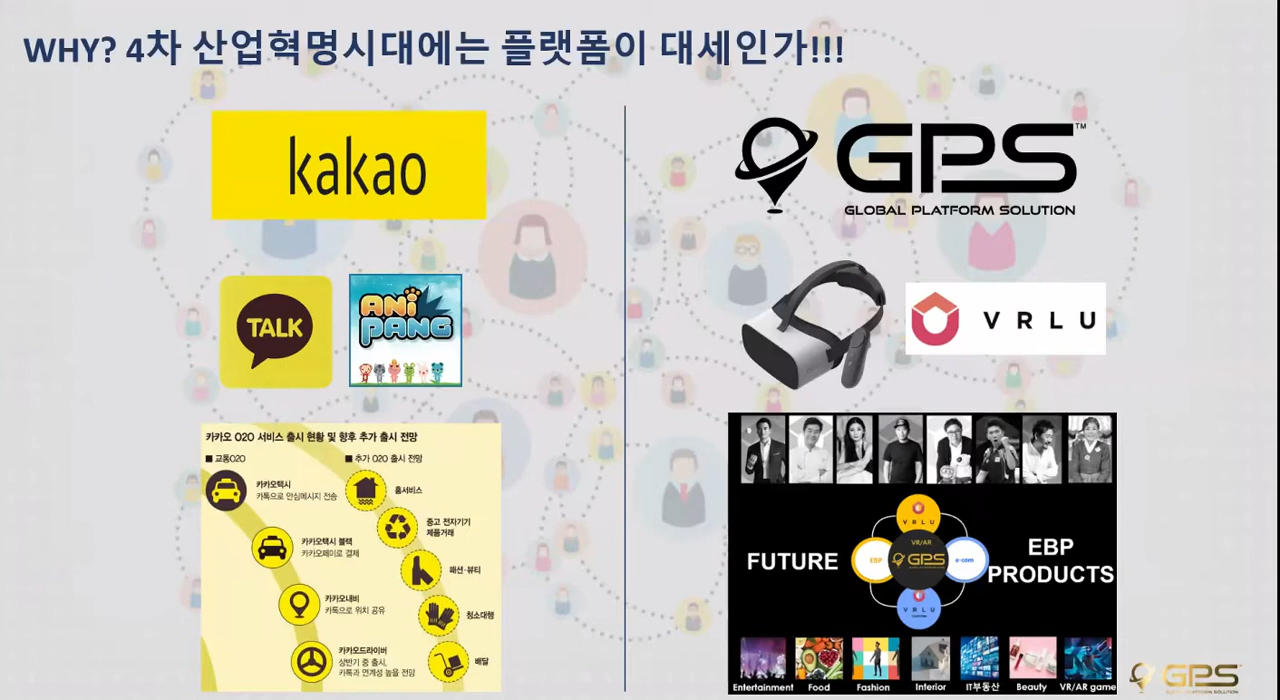 WHY? 4차 산업혁명시대에는 플랫폼이 대세인가!!!
kakao
TALK
ANI
PANG
카카오 O2O 서비스 출시 현황 및 향후 추가 출시 전망
■ 교통O2O
■ 추가 O2O 출시 전망
카카오택시
카톡으로 안심메시지 전송
홈서비스
카카오택시 블랙
카카오페이로 결제
중고 전자기기
제품거래
패션·뷰티
카카오내비
카톡으로 위치 공유
청소대행
카카오드라이버
상반기 중 출시,
카톡과 연계성 높을 전망
배달
GPS™
GLOBAL PLATFORM SOLUTION
VRLU
FUTURE
EBP
PRODUCTS
VRLU
VR/AR
EBP
GPS
e-com
VRLU
Entertainment
Food
Fashion
Interior
IT부동산
Beauty
VR/AR game
GPS
GLOBAL PLATFORM SOLUTION